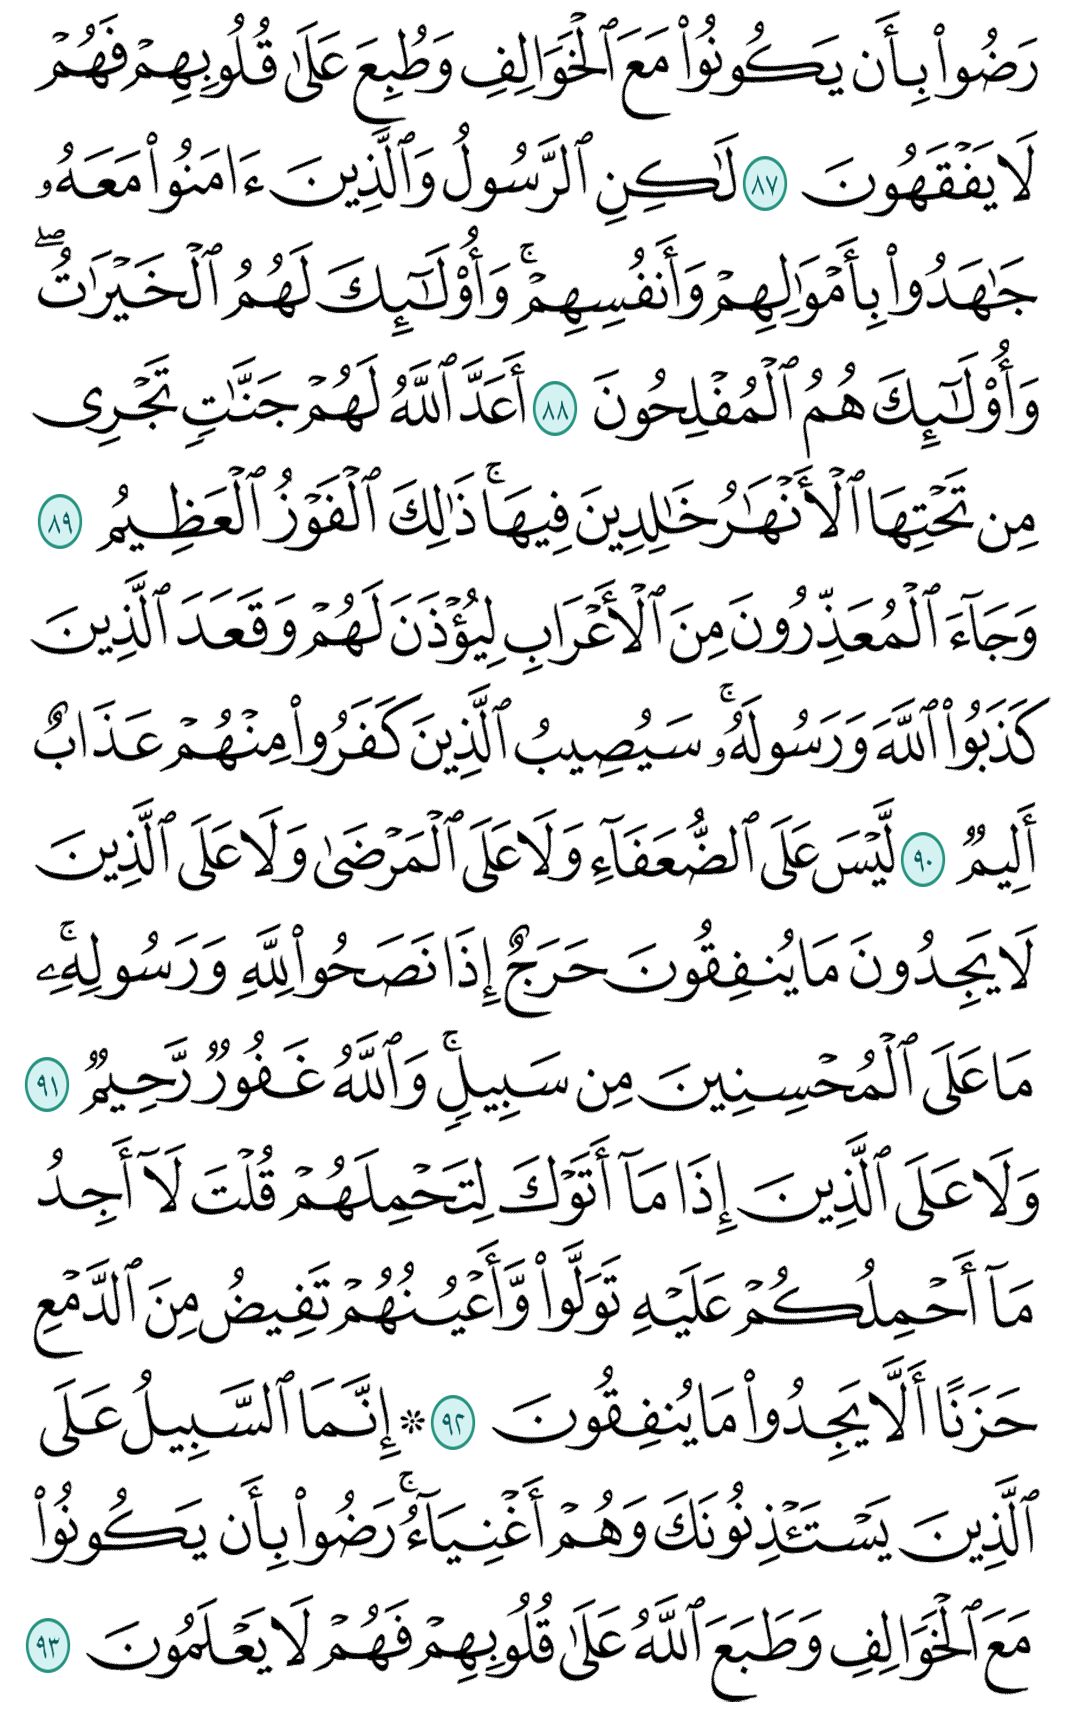 رَضُوا۟ بِأَن يَكُونُوا۟ مَعَ ٱلْخَوَالِفِ وَطُبِعَ عَلَىٰ قُلُوبِهِمْ فَهُمْ
لَا يَفْقَهُونَ ٨٧ لَـٰكِنِ ٱلرَّسُولُ وَٱلَّذِينَ ءَامَنُوا۟ مَعَهُۥ
جَـٰهَدُوا۟ بِأَمْوَٰلِهِمْ وَأَنفُسِهِمْ ۚ وَأُو۟لَـٰٓئِكَ لَهُمُ ٱلْخَيْرَٰتُ ۖ
وَأُو۟لَـٰٓئِكَ هُمُ ٱلْمُفْلِحُونَ ٨٨ أَعَدَّ ٱللَّهُ لَهُمْ جَنَّـٰتٍ تَجْرِى
مِن تَحْتِهَا ٱلْأَنْهَـٰرُ خَـٰلِدِينَ فِيهَا ۚ ذَٰلِكَ ٱلْفَوْزُ ٱلْعَظِيمُ ٨٩
وَجَآءَ ٱلْمُعَذِّرُونَ مِنَ ٱلْأَعْرَابِ لِيُؤْذَنَ لَهُمْ وَقَعَدَ ٱلَّذِينَ
كَذَبُوا۟ ٱللَّهَ وَرَسُولَهُۥ ۚ سَيُصِيبُ ٱلَّذِينَ كَفَرُوا۟ مِنْهُمْ عَذَابٌ
أَلِيمٌ ٩٠ لَّيْسَ عَلَى ٱلضُّعَفَآءِ وَلَا عَلَى ٱلْمَرْضَىٰ وَلَا عَلَى ٱلَّذِينَ
لَا يَجِدُونَ مَا يُنفِقُونَ حَرَجٌ إِذَا نَصَحُوا۟ لِلَّهِ وَرَسُولِهِۦ ۚ
مَا عَلَى ٱلْمُحْسِنِينَ مِن سَبِيلٍ ۚ وَٱللَّهُ غَفُورٌ رَّحِيمٌ ٩١
وَلَا عَلَى ٱلَّذِينَ إِذَا مَآ أَتَوْكَ لِتَحْمِلَهُمْ قُلْتَ لَآ أَجِدُ
مَآ أَحْمِلُكُمْ عَلَيْهِ تَوَلَّوا۟ وَّأَعْيُنُهُمْ تَفِيضُ مِنَ ٱلدَّمْعِ
حَزَنًا أَلَّا يَجِدُوا۟ مَا يُنفِقُونَ ٩٢ ۞ إِنَّمَا ٱلسَّبِيلُ عَلَى
ٱلَّذِينَ يَسْتَـْٔذِنُونَكَ وَهُمْ أَغْنِيَآءُ ۚ رَضُوا۟ بِأَن يَكُونُوا۟
مَعَ ٱلْخَوَالِفِ وَطَبَعَ ٱللَّهُ عَلَىٰ قُلُوبِهِمْ فَهُمْ لَا يَعْلَمُونَ ٩٣